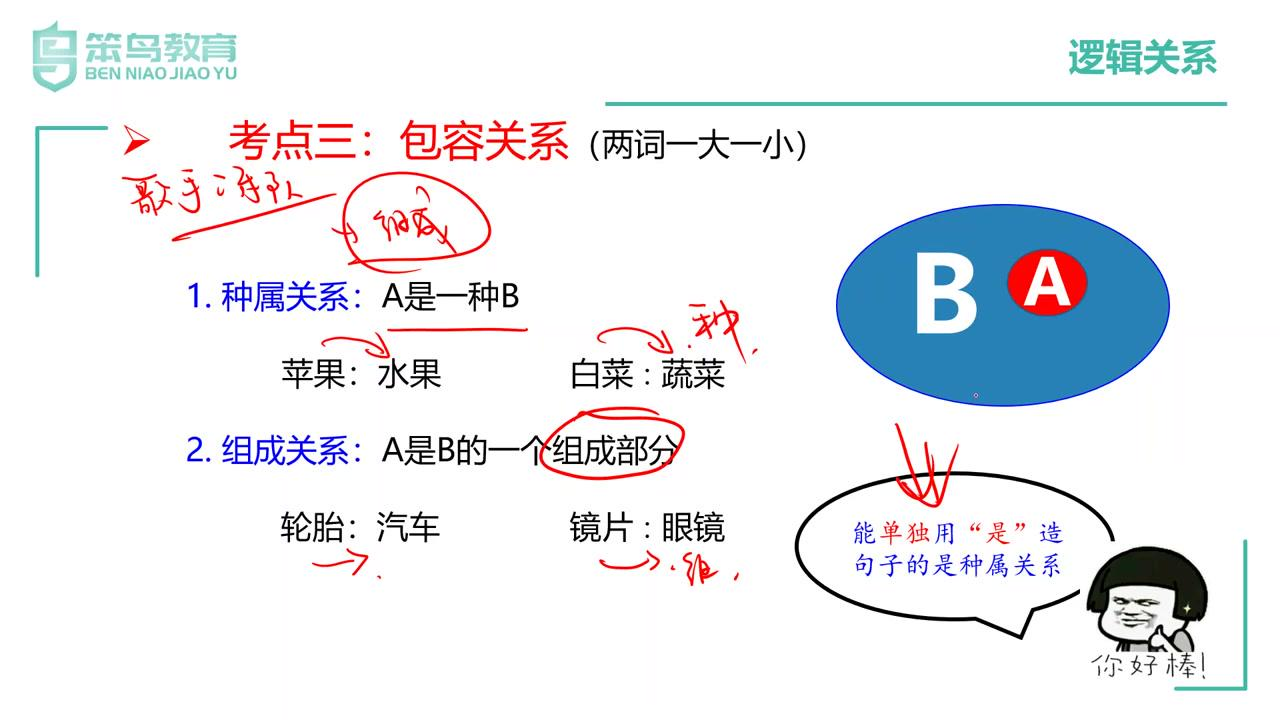 笨鸟教育
BEN NIAO JIAO YU
逻辑关系
考点三：包容关系（两词一大一小）
歌手
组成
1. 种属关系：A是一种B
种
苹果：水果 白菜：蔬菜
2. 组成关系：A是B的一个组成部分
轮胎：汽车 镜片：眼镜
组
B A
能单独用“是”造
句子的是种属关系
你好棒!